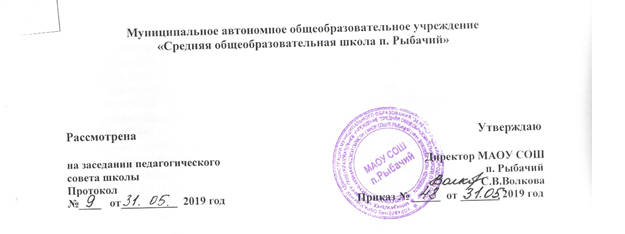 Муниципальное автономное общеобразовательное учреждение
«Средняя общеобразовательная школа п. Рыбачий»
Рассмотрена
на заседании педагогического
совета школы
Протокол
№ 9 от 31. 05. 2019 год
Утверждаю
Директор МАОУ СОШ
п. Рыбачий
С.В.Волкова
Приказ № 48 от 31.05 2019 год
МАОУ СОШ
п.Рыбачий